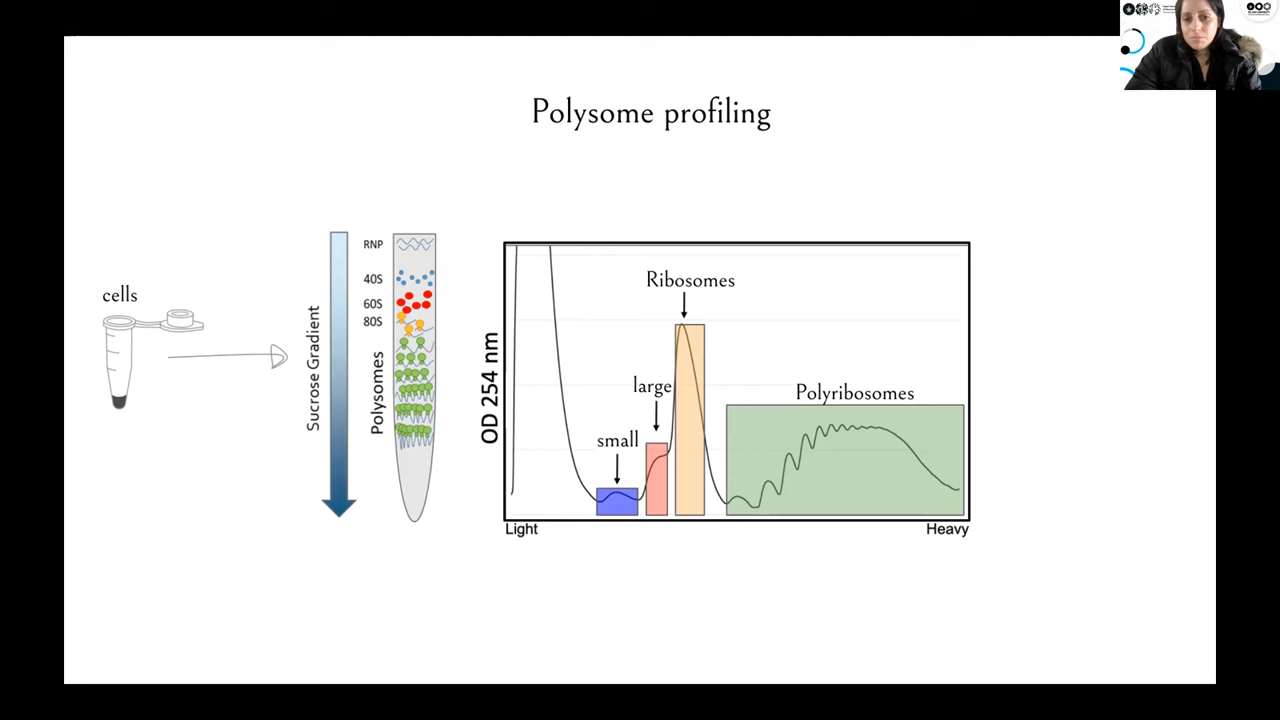 Polysome profiling
cells
Sucrose Gradient
RNP
40S
60S
80S
Polysomes
OD 254 nm
Ribosomes
large
small
Polyribosomes
Light
Heavy